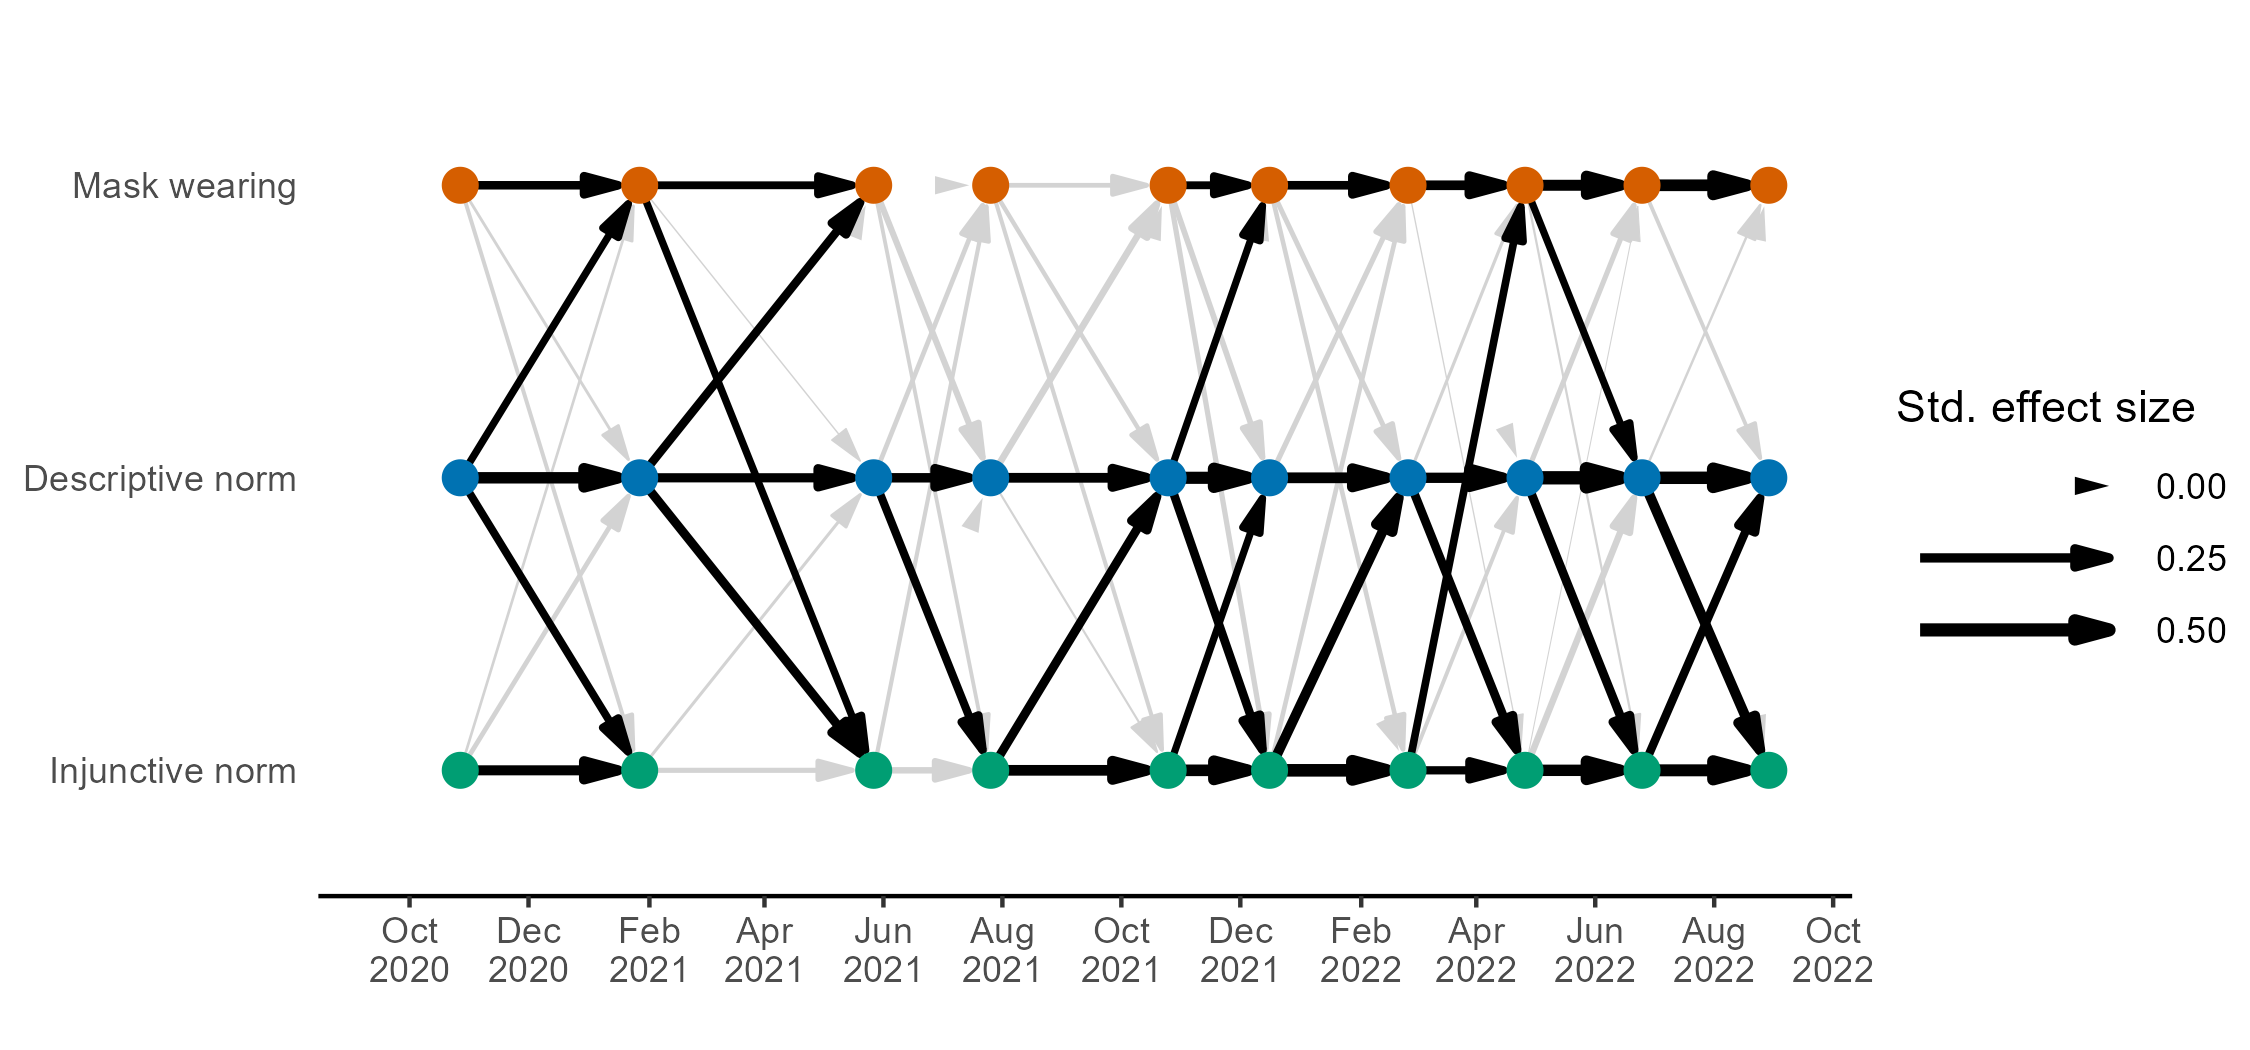 Mask wearing
Descriptive norm
Injunctive norm
Std. effect size
0.00
0.25
0.50
Oct Dec Feb Apr Jun Aug Oct Dec Feb Apr Jun Aug Oct
2020 2020 2021 2021 2021 2021 2021 2021 2022 2022 2022 2022 2022